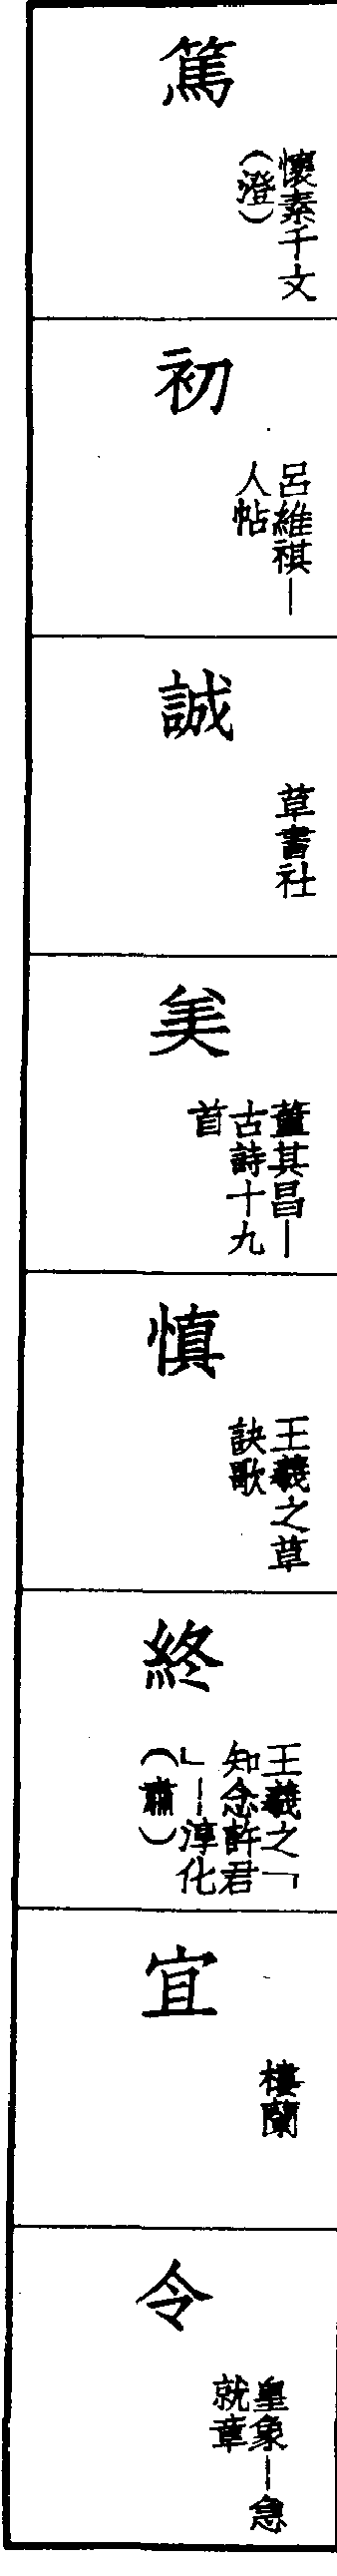 篤
懷素千文
(澄)
初
呂維祺—
人帖
誠
草書社
美
董其昌—
古詩十九
首
慎
王羲之草
訣歌
終
王羲之「
知念許君
」—淳化
(肅)
宜
樓蘭
令
皇象—急
就章